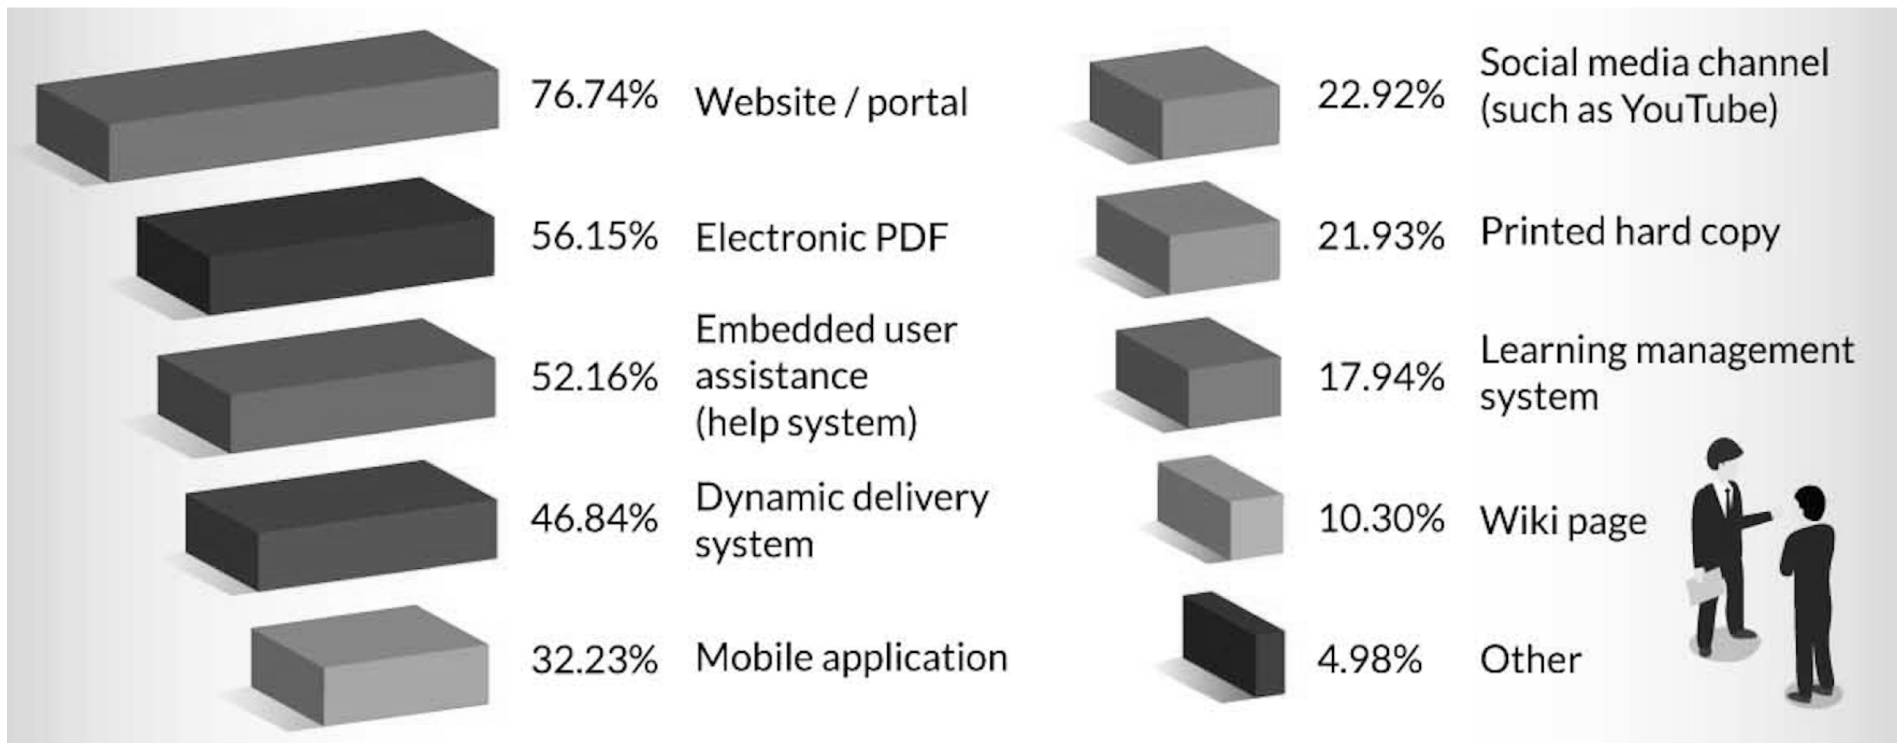 76.74% Website / portal
56.15% Electronic PDF
52.16% Embedded user
assistance
(help system)
46.84% Dynamic delivery
system
32.23% Mobile application
22.92% Social media channel
(such as YouTube)
21.93% Printed hard copy
17.94% Learning management
system
10.30% Wiki page
4.98% Other